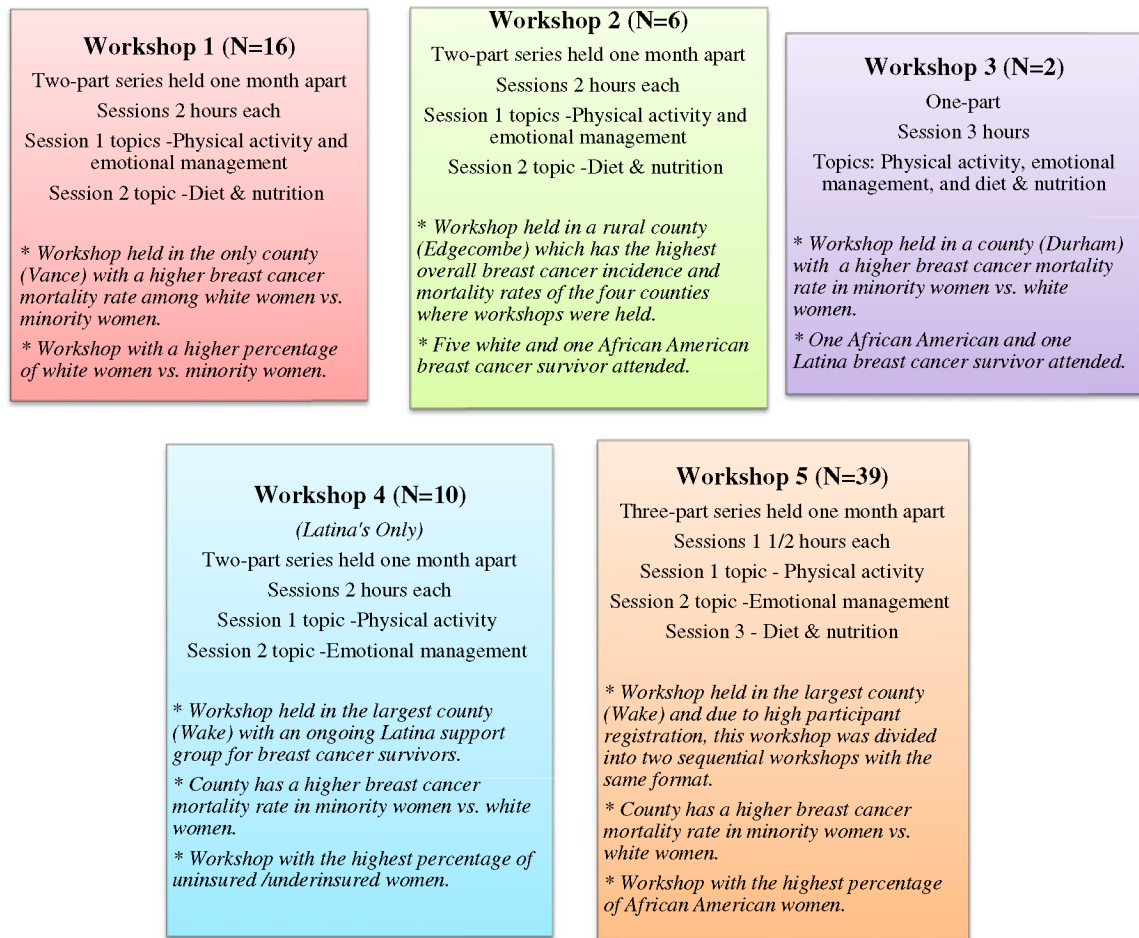 Workshop 1 (N=16)
Two-part series held one month apart
Sessions 2 hours each
Session 1 topics -Physical activity and
emotional management
Session 2 topic -Diet & nutrition
* Workshop held in the only county
(Vance) with a higher breast cancer
mortality rate among white women vs.
minority women.
* Workshop with a higher percentage
of white women vs. minority women.
Workshop 2 (N=6)
Two-part series held one month apart
Sessions 2 hours each
Session 1 topics -Physical activity and
emotional management
Session 2 topic -Diet & nutrition
* Workshop held in a rural county
(Edgecombe) which has the highest
overall breast cancer incidence and
mortality rates of the four counties
where workshops were held.
* Five white and one African American
breast cancer survivor attended.
Workshop 3 (N=2)
One-part
Session 3 hours
Topics: Physical activity, emotional
management, and diet & nutrition
* Workshop held in a county (Durham)
with a higher breast cancer mortality
rate in minority women vs. white
women.
* One African American and one
Latina breast cancer survivor attended.
Workshop 4 (N=10)
(Latina's Only)
Two-part series held one month apart
Sessions 2 hours each
Session 1 topic -Physical activity
Session 2 topic -Emotional management
* Workshop held in the largest county
(Wake) with an ongoing Latina support
group for breast cancer survivors.
* County has a higher breast cancer
mortality rate in minority women vs. white
women.
* Workshop with the highest percentage of
uninsured /underinsured women.
Workshop 5 (N=39)
Three-part series held one month apart
Sessions 1 1/2 hours each
Session 1 topic - Physical activity
Session 2 topic -Emotional management
Session 3 - Diet & nutrition
* Workshop held in the largest county
(Wake) and due to high participant
registration, this workshop was divided
into two sequential workshops with the
same format.
* County has a higher breast cancer
mortality rate in minority women vs.
white women.
* Workshop with the highest percentage
of African American women.